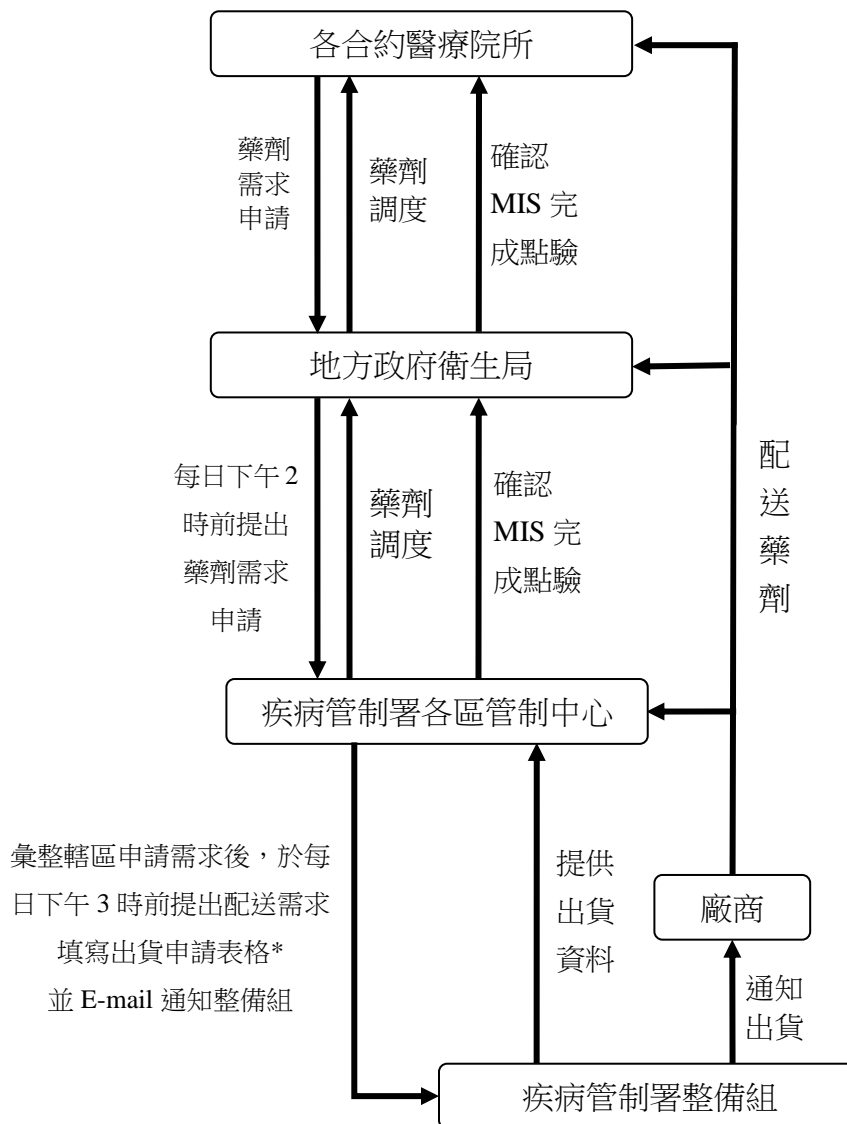 各合約醫療院所
藥劑
需求
申請
藥劑
調度
確認
MIS 完
成點驗
地方政府衛生局
每日下午 2
時前提出
藥劑需求
申請
藥劑
調度
確認
MIS 完
成點驗
配
送
藥
劑
疾病管制署各區管制中心
彙整轄區申請需求後,於每
日下午 3 時前提出配送需求
填寫出貨申請表格*
並 E-mail 通知整備組
提供
出貨
資料
廠商
通知
出貨
疾病管制署整備組